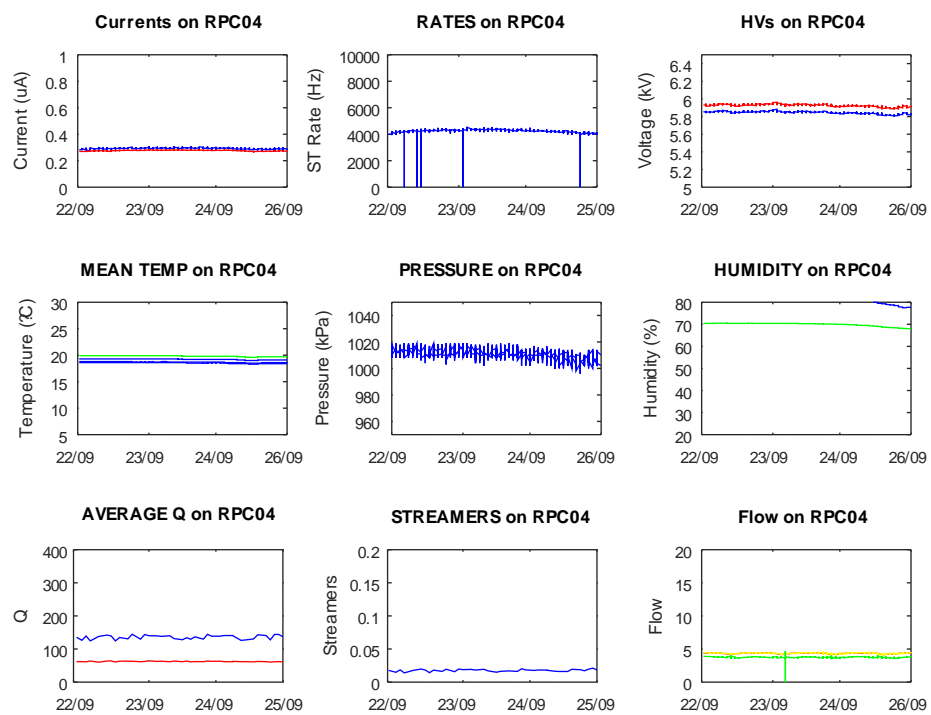 Currents on RPC04
Current (uA)
1
0.8
0.6
0.4
0.2
0
22/09 23/09 24/09 26/09
RATES on RPC04
ST Rate (Hz)
10000
8000
6000
4000
2000
0
22/09 23/09 24/09 25/09
HVs on RPC04
Voltage (kV)
6.4
6.2
6
5.8
5.6
5.4
5.2
5
22/09 23/09 24/09 26/09
MEAN TEMP on RPC04
Temperature (?C)
30
25
20
15
10
5
22/09 23/09 24/09 26/09
PRESSURE on RPC04
Pressure (kPa)
1040
1020
1000
980
960
22/09 23/09 24/09 26/09
HUMIDITY on RPC04
Humidity (%)
80
70
60
50
40
30
20
22/09 23/09 24/09 26/09
AVERAGE Q on RPC04
Q
400
300
200
100
0
22/09 23/09 24/09 25/09
STREAMERS on RPC04
Streamers
0.2
0.15
0.1
0.05
0
22/09 23/09 24/09 25/09
Flow on RPC04
Flow
20
15
10
5
0
22/09 23/09 24/09 26/09